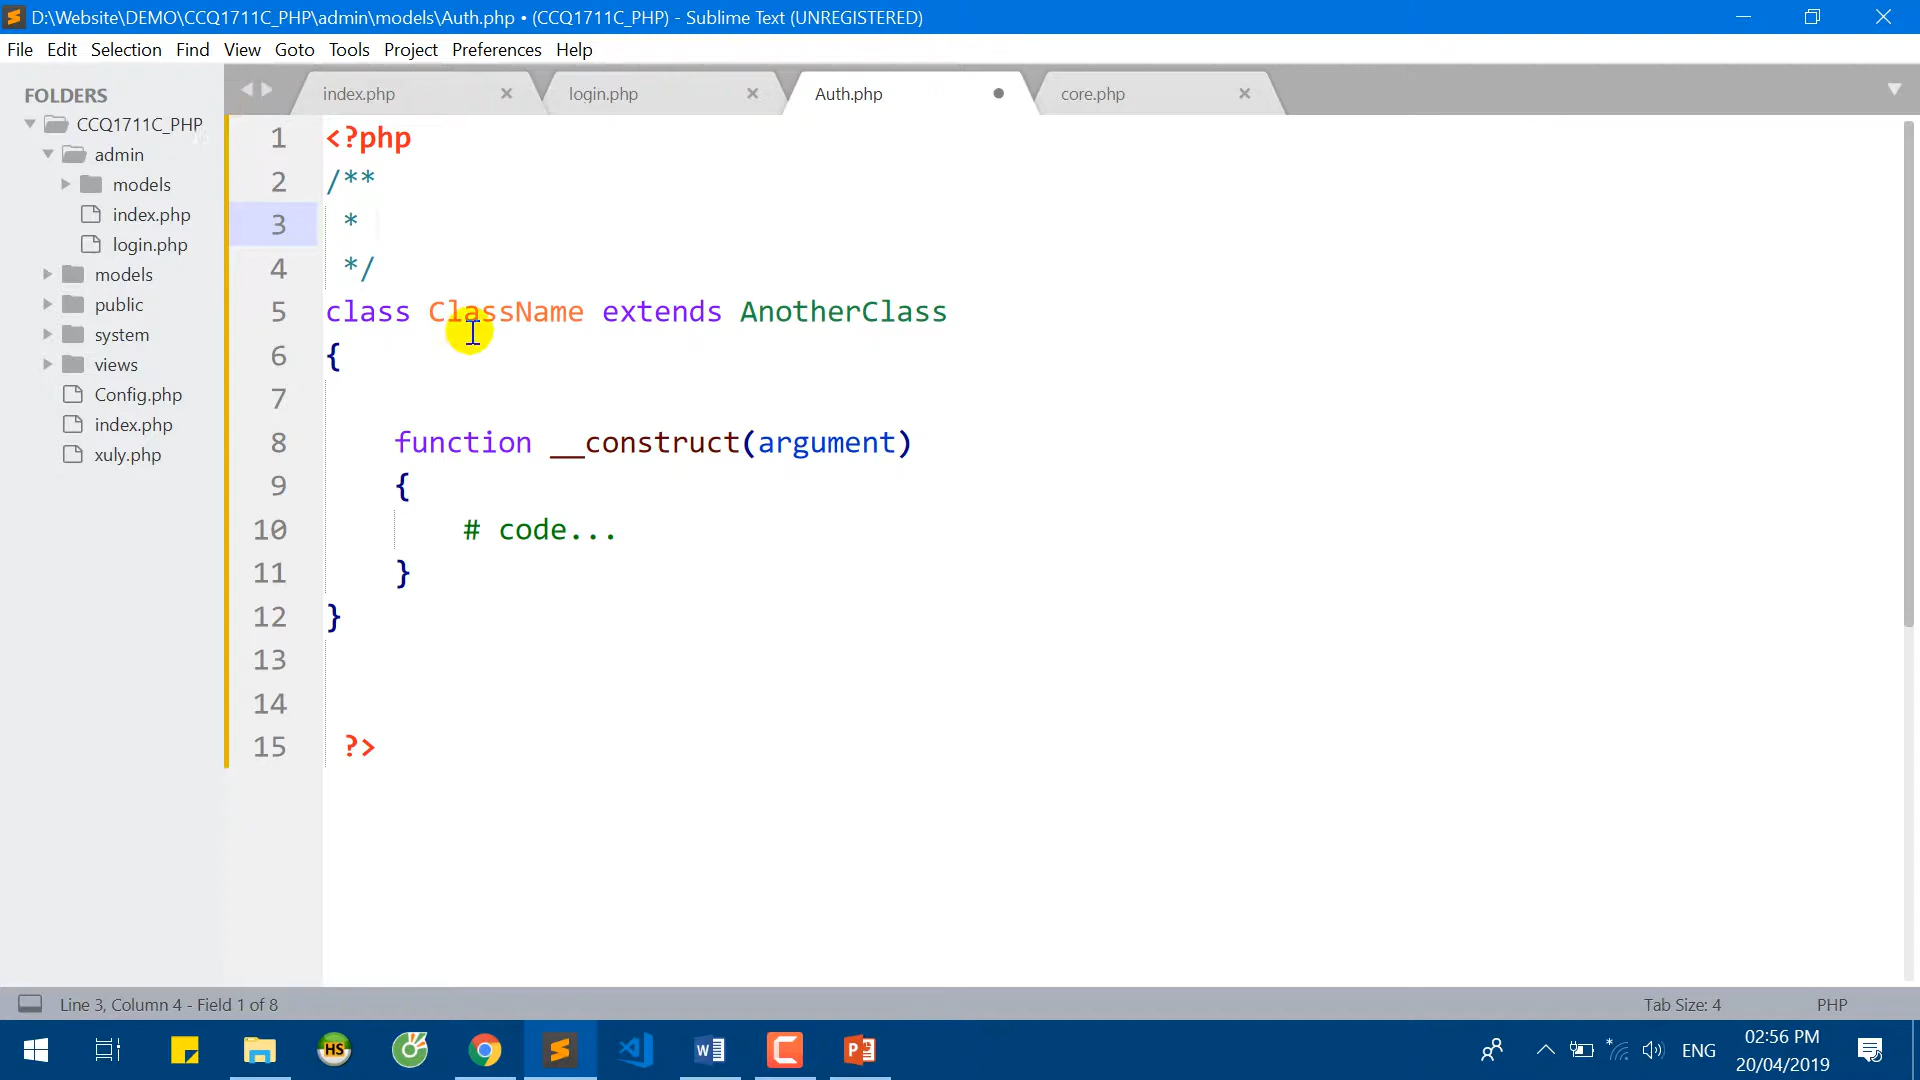 D:\Website\DEMO\CCQ1711C_PHP\admin\models\Auth.php • (CCQ1711C_PHP) - Sublime Text (UNREGISTERED)
File Edit Selection Find View Goto Tools Project Preferences Help
FOLDERS
CCQ1711C_PHP
admin
models
index.php
login.php
models
public
system
views
Config.php
index.php
xuly.php
index.php login.php Auth.php core.php
1 <?php
2 /**
3 *
4 */
5 class ClassName extends AnotherClass
6 {
7
8 function __construct(argument)
9 {
10 # code...
11 }
12 }
13
14
15 ?>
Line 3, Column 4 - Field 1 of 8
Tab Size: 4 PHP
HS
ENG
02:56 PM
20/04/2019